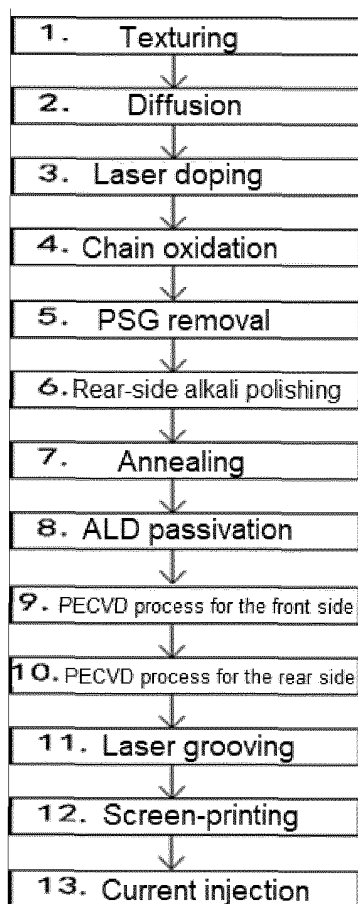 1. Texturing
2. Diffusion
3. Laser doping
4. Chain oxidation
5. PSG removal
6. Rear-side alkali polishing
7. Annealing
8. ALD passivation
9. PECVD process for the front side
10. PECVD process for the rear side
11. Laser grooving
12. Screen-printing
13. Current injection